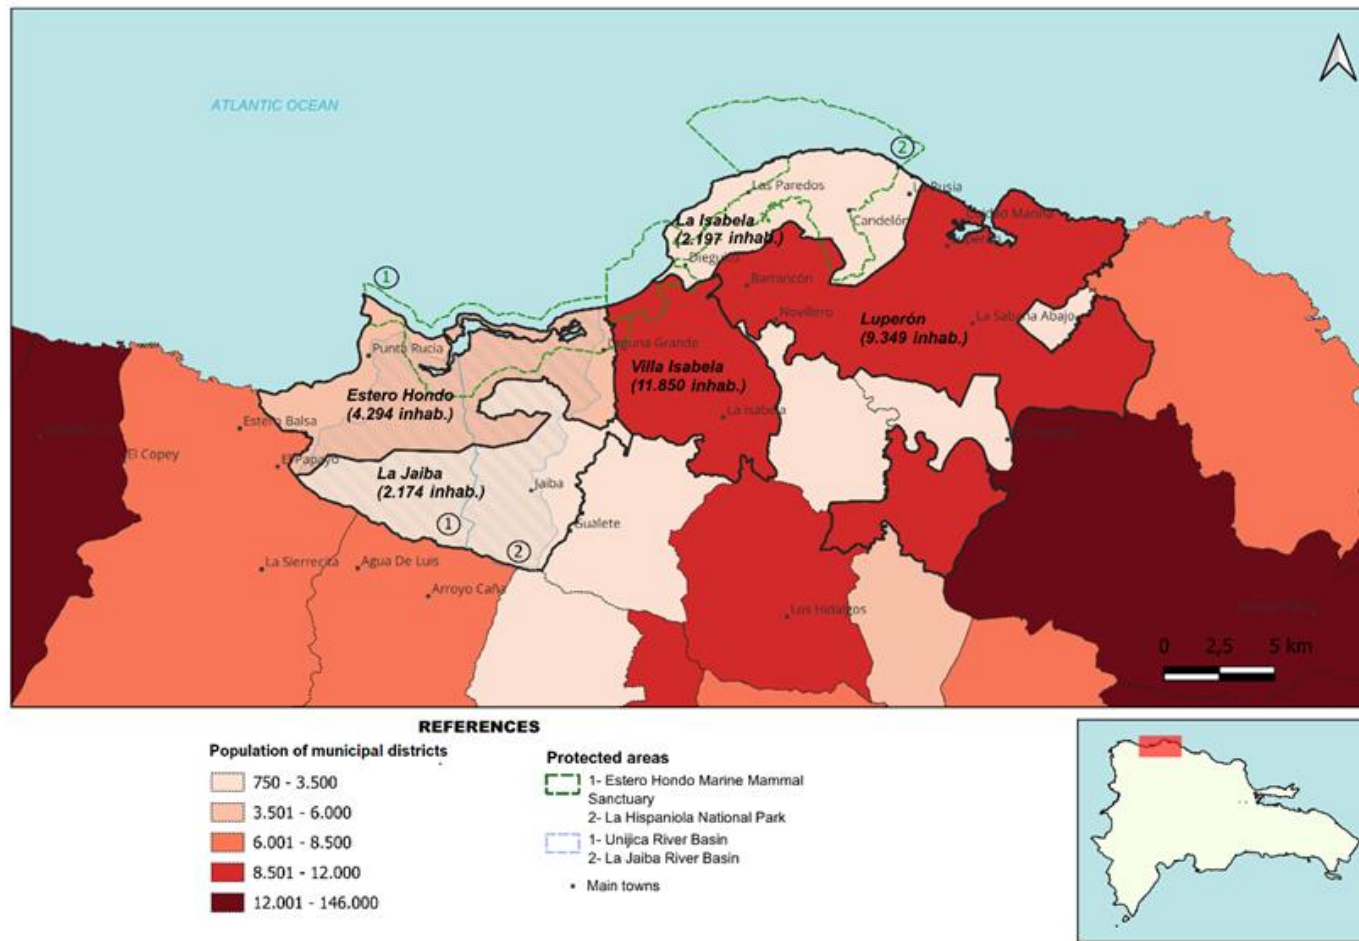 ATLANTIC OCEAN
2
Las Paredos
La Isabela
(2.197 inhab.)
Candelón
1
Barrancón
Novillero
Luperón
(9.349 inhab.)
La Sabana Abajo
Punta Rucia
Laguna Grande
Villa Isabela
(11.850 inhab.)
Estero Hondo
(4.294 inhab.)
La Isabela
Estero Balsa
El Copey
El Papayo
La Jaiba
(2.174 inhab.)
Jaiba
1
Gualete
2
La Sierrecita
Agua De Luis
Arroyo Caña
Los Hidalgos
0 2,5 5 km
REFERENCES
Population of municipal districts
750 - 3.500
3.501 - 6.000
6.001 - 8.500
8.501 - 12.000
12.001 - 146.000
Protected areas
1- Estero Hondo Marine Mammal
Sanctuary
2- La Hispaniola National Park
1- Unijica River Basin
2- La Jaiba River Basin
Main towns